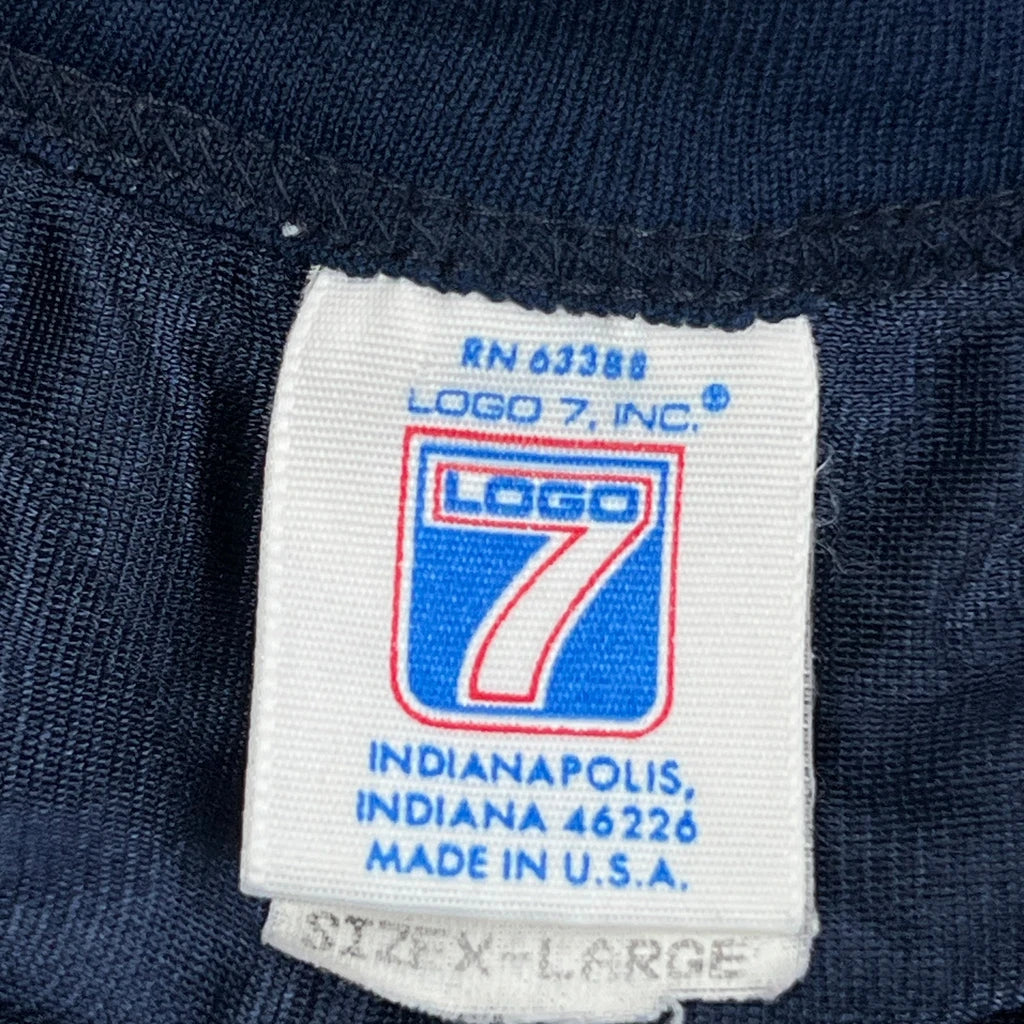 RN 63388
LOGO 7, INC.®
LOGO
7
INDIANAPOLIS,
INDIANA 46226
MADE IN U.S.A.
SIZE X-LARGE